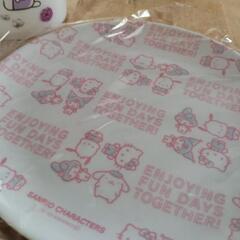 ENJOYING
FUN DAYS
TOGETHER!
ENJOYING
FUN DAYS
TOGETHER!
ENJOYING
FUN DAYS
TOGETHER!
ENJOYING
FUN DAYS
TOGETHER!
SANRIO CHARACTERS